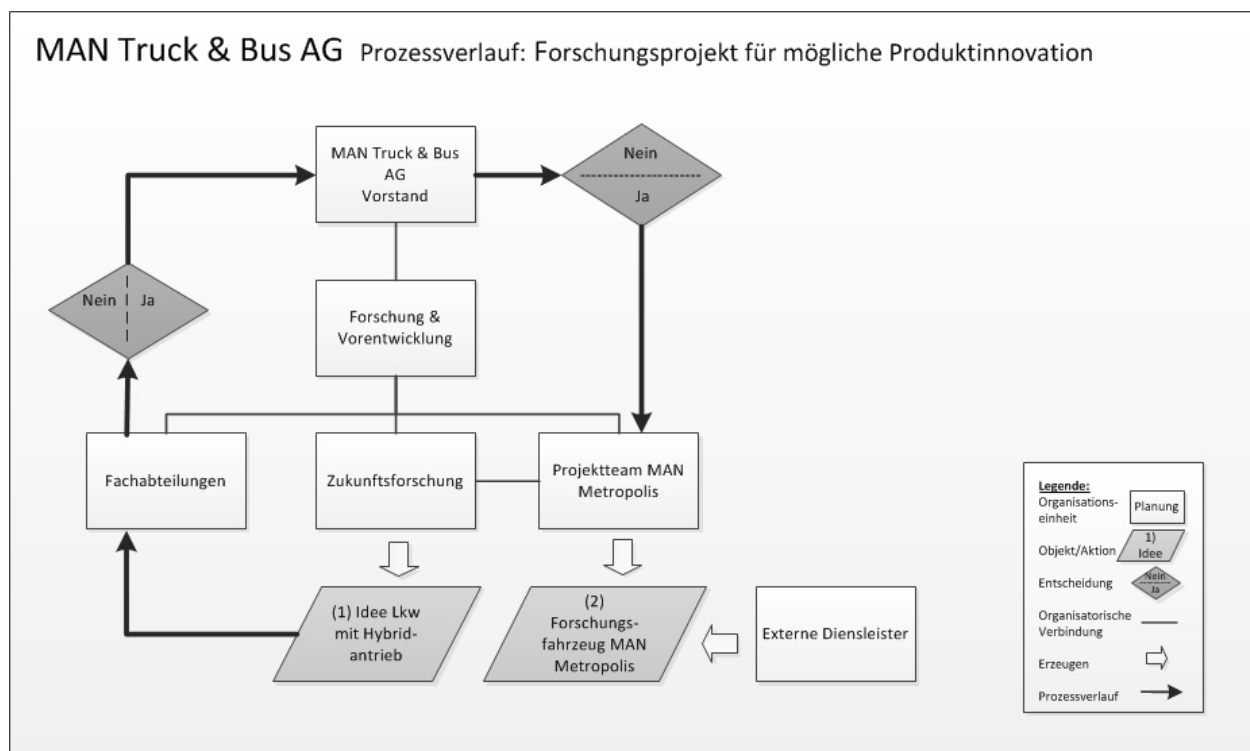 MAN Truck & Bus AG Prozessverlauf: Forschungsprojekt für mögliche Produktinnovation
MAN Truck & Bus
AG
Vorstand
Nein
Ja
Nein
Ja
Forschung &
Vorentwicklung
Fachabteilungen
Zukunftsforschung
Projektteam MAN
Metropolis
(1) Idee Lkw
mit Hybrid-
antrieb
(2)
Forschungs-
fahrzeug MAN
Metropolis
Externe Diensleister
Legende:
Organisations-
einheit
Planung
Objekt/Aktion
1)
Idee
Entscheidung
Nein
Ja
Organisatorische
Verbindung
Erzeugen
Prozessverlauf